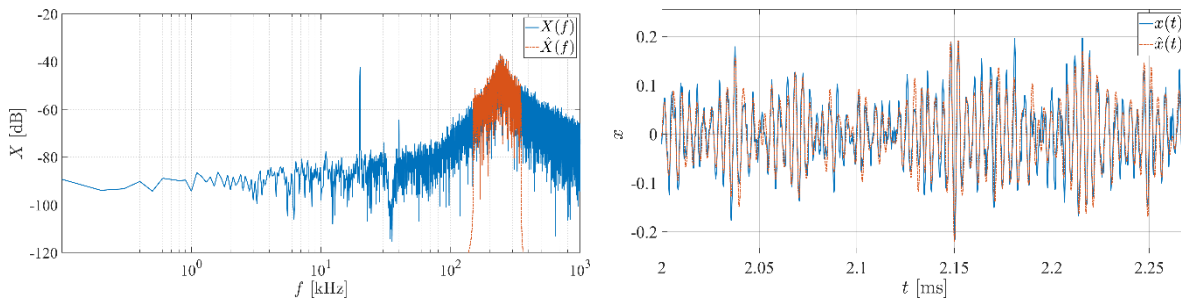 -20
-40
-60
-80
-100
-120
X [dB]
10⁰ 10¹ 10² 10³
f [kHz]
X(f)
X̂(f)
0.2
0.1
0
-0.1
-0.2
x
2 2.05 2.1 2.15 2.2 2.25
t [ms]
x(t)
x̂(t)